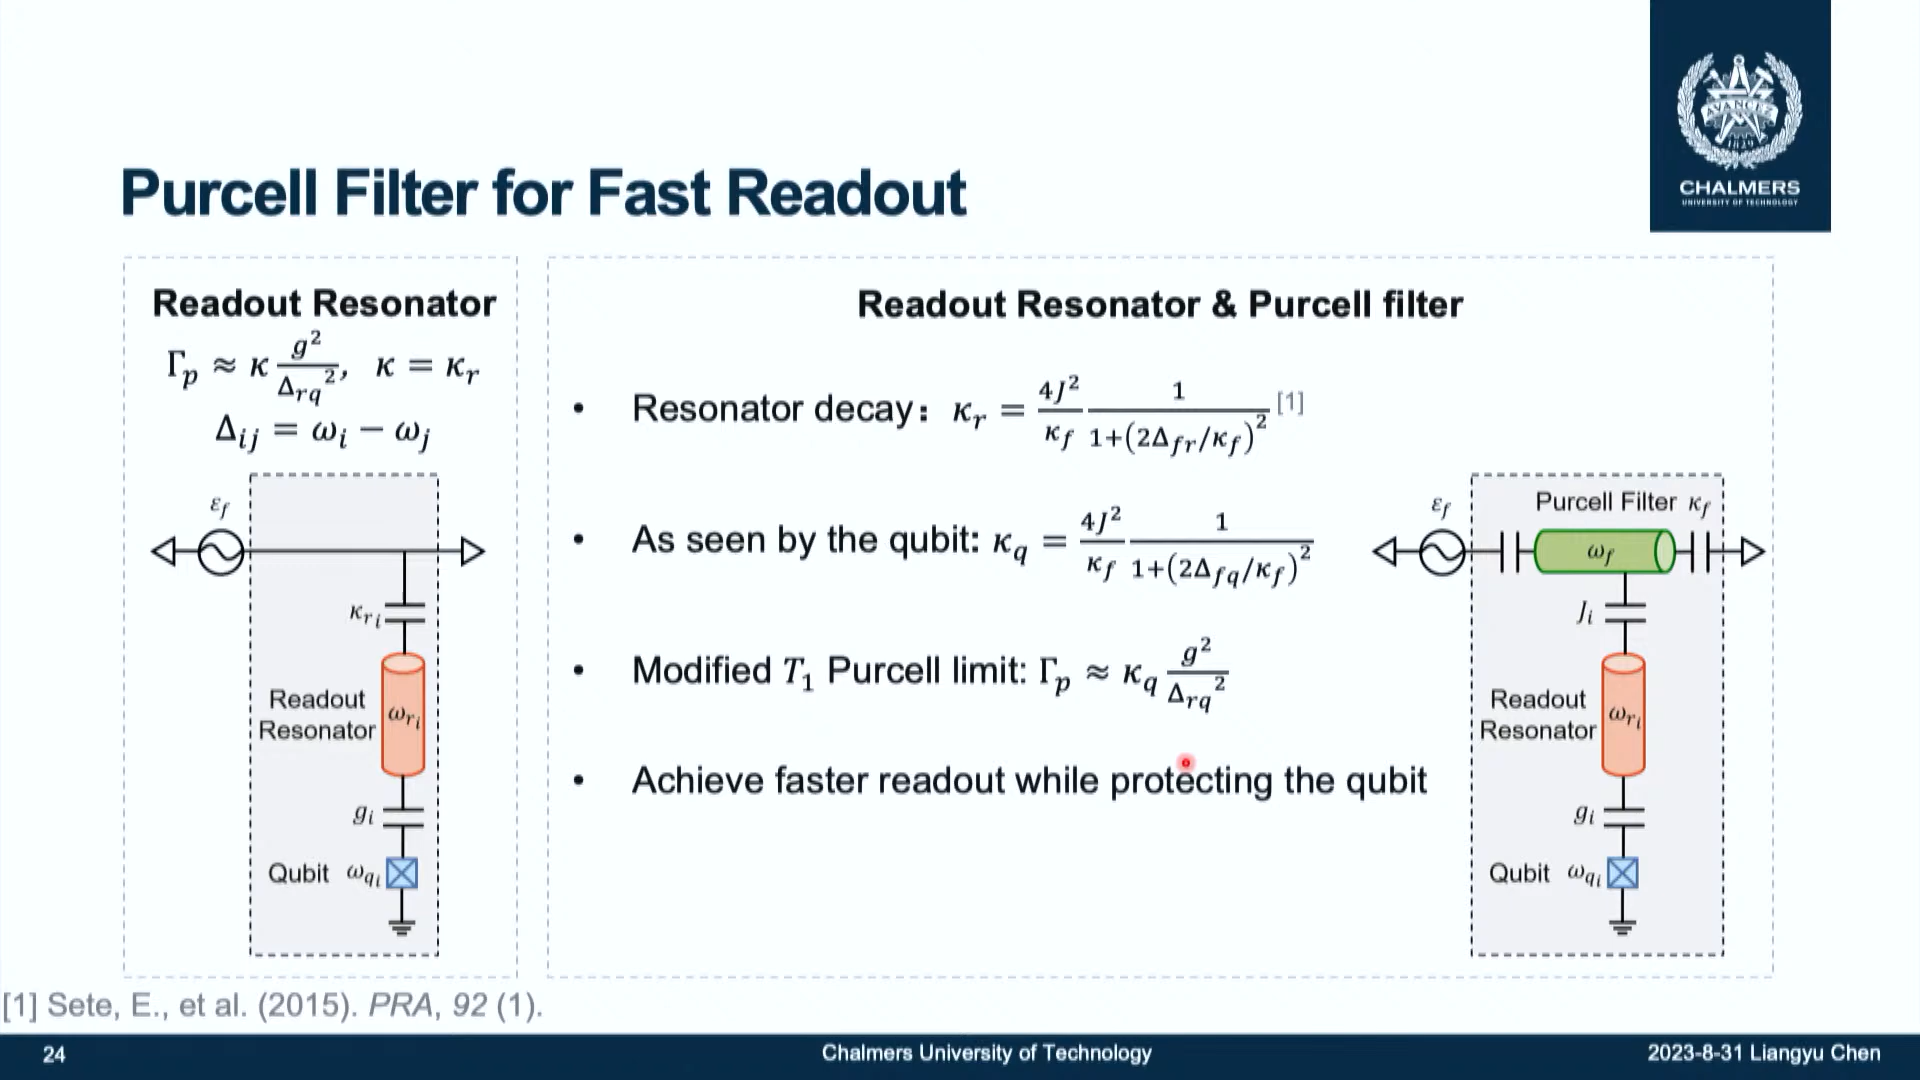 AVANCEZ
1829
CHALMERS
UNIVERSITY OF TECHNOLOGY
Purcell Filter for Fast Readout
Readout Resonator
Γp ≈ κ g²/Δrq², κ = κr
Δij = ωi − ωj
εf
κri
Readout
Resonator
ωri
gi
Qubit ωqi
Readout Resonator & Purcell filter
• Resonator decay: κr = 4J²/κf 1/1+(2Δfr/κf)² [1]
• As seen by the qubit: κq = 4J²/κf 1/1+(2Δfq/κf)²
• Modified T1 Purcell limit: Γp ≈ κq g²/Δrq²
• Achieve faster readout while protecting the qubit
Purcell Filter κf
εf
ωf
Ji
Readout
Resonator
ωri
gi
Qubit ωqi
[1] Sete, E., et al. (2015). PRA, 92 (1).
24
Chalmers University of Technology
2023-8-31 Liangyu Chen